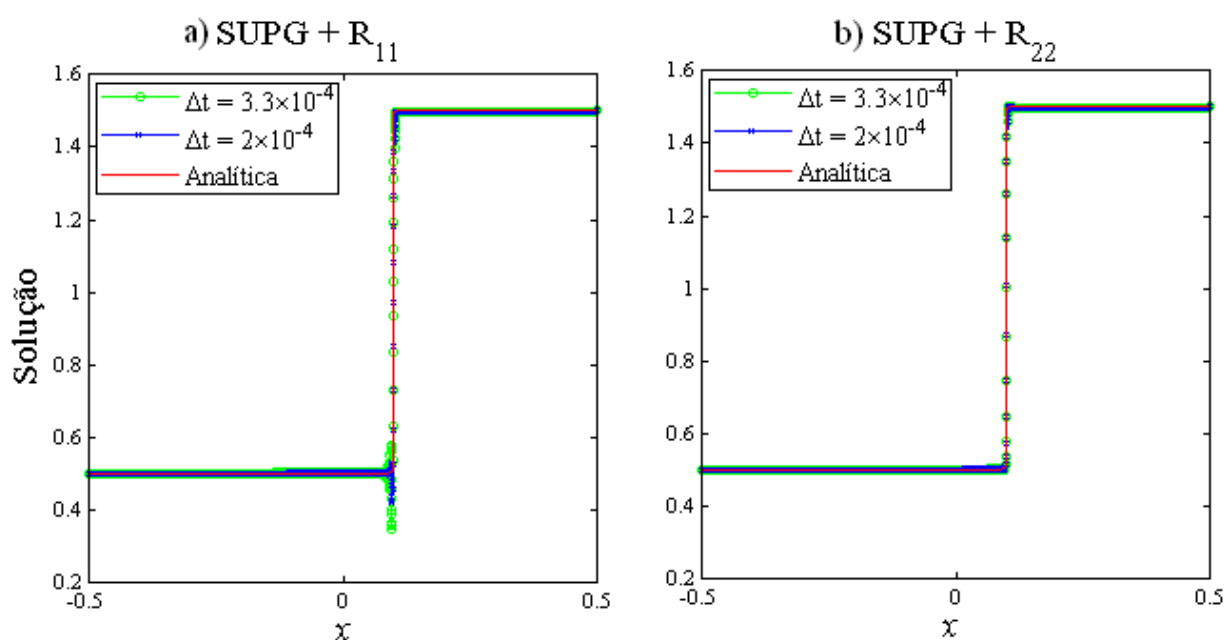 a) SUPG + R₁₁
1.6
1.4
1.2
1
0.8
0.6
0.4
0.2
-0.5
0
0.5
Δt = 3.3×10⁻⁴
Δt = 2×10⁻⁴
Analítica
Solução
x
b) SUPG + R₂₂
1.6
1.4
1.2
1
0.8
0.6
0.4
0.2
-0.5
0
0.5
Δt = 3.3×10⁻⁴
Δt = 2×10⁻⁴
Analítica
x